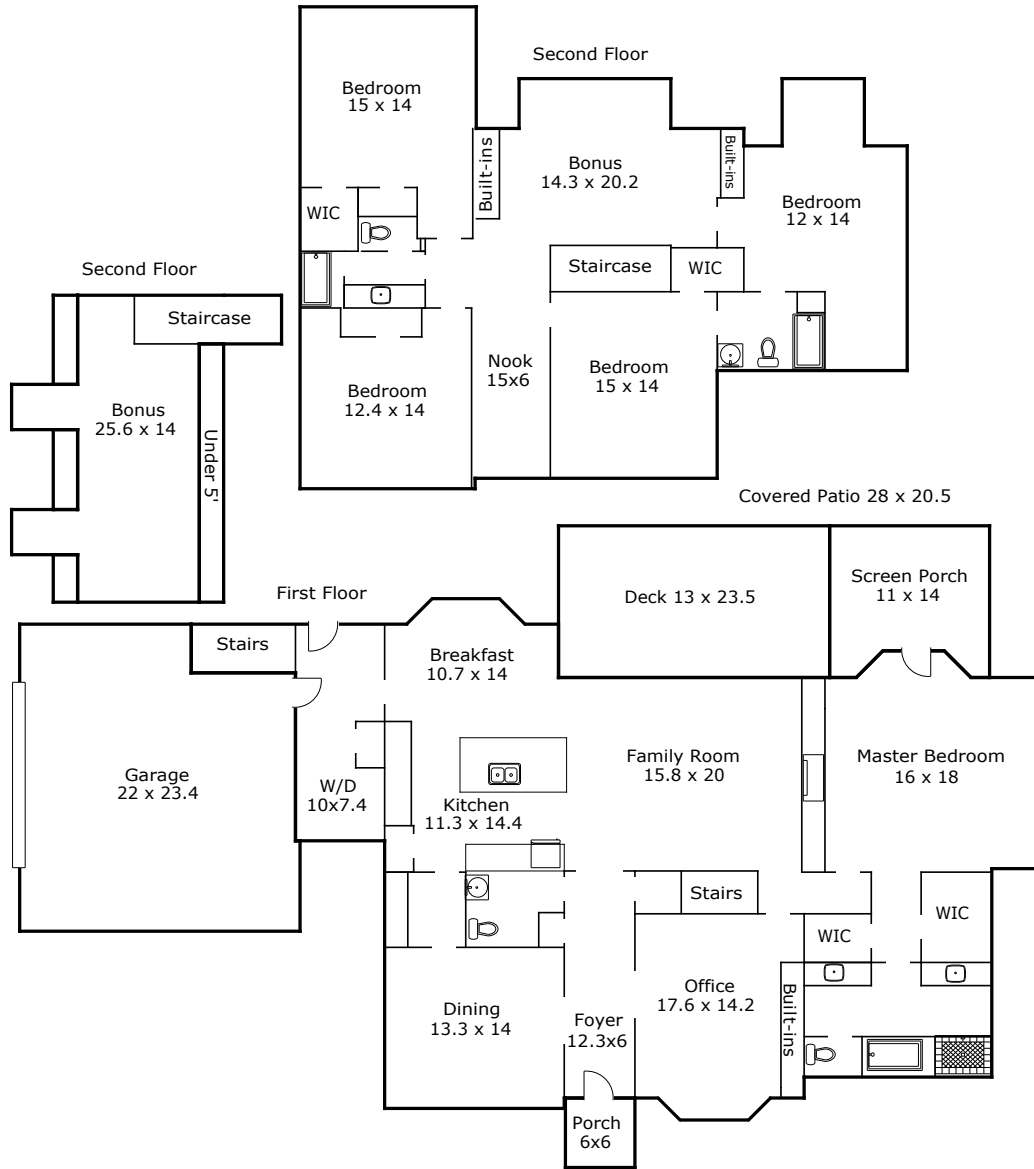 Second Floor
Bedroom
15 x 14
Built-ins
Bonus
14.3 x 20.2
Built-ins
Bedroom
12 x 14
WIC
Staircase
WIC
Nook
15x6
Bedroom
15 x 14
Bedroom
12.4 x 14
Second Floor
Staircase
Bonus
25.6 x 14
Under 5'
Covered Patio 28 x 20.5
First Floor
Deck 13 x 23.5
Screen Porch
11 x 14
Stairs
Breakfast
10.7 x 14
Garage
22 x 23.4
W/D
10x7.4
Kitchen
11.3 x 14.4
Family Room
15.8 x 20
Master Bedroom
16 x 18
Stairs
WIC
WIC
Dining
13.3 x 14
Foyer
12.3x6
Office
17.6 x 14.2
Built-ins
Porch
6x6